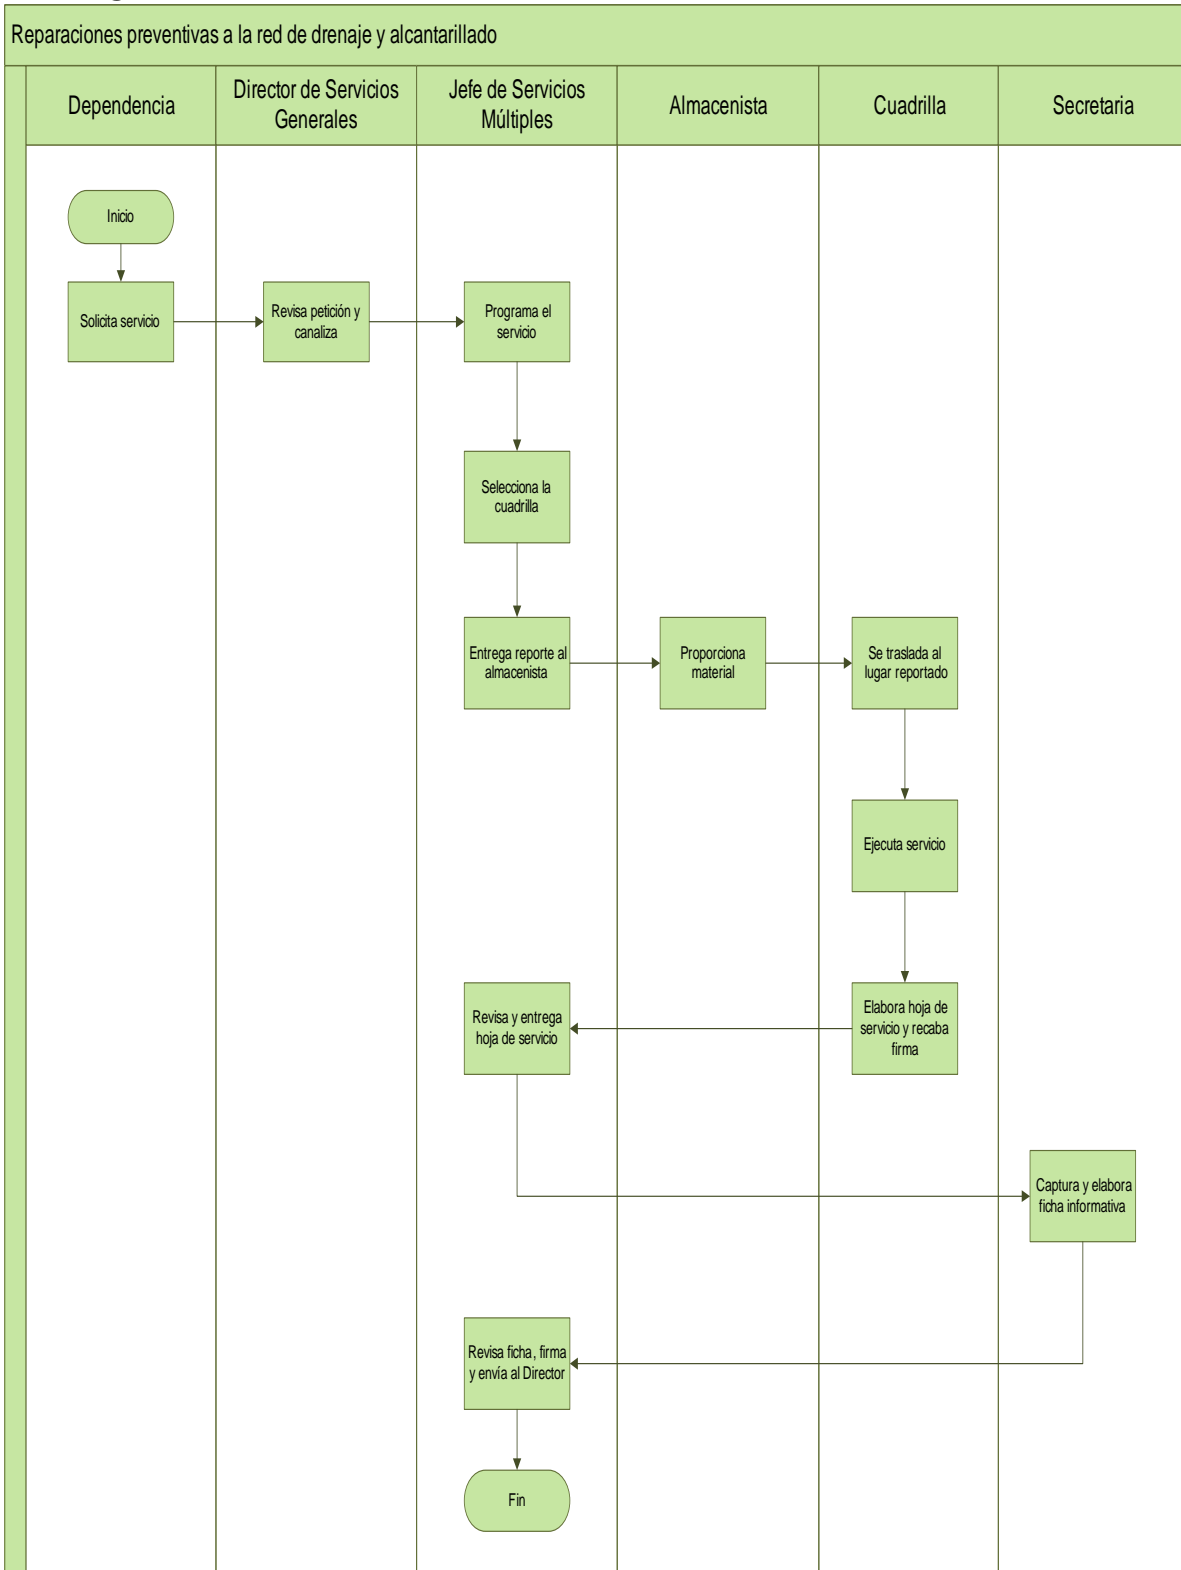 Reparaciones preventivas a la red de drenaje y alcantarillado
Dependencia
Director de Servicios
Generales
Jefe de Servicios
Múltiples
Almacenista
Cuadrilla
Secretaria
Inicio
Solicita servicio
Revisa petición y
canaliza
Programa el
servicio
Selecciona la
cuadrilla
Entrega reporte al
almacenista
Proporciona
material
Se traslada al
lugar reportado
Ejecuta servicio
Elabora hoja de
servicio y recaba
firma
Revisa y entrega
hoja de servicio
Captura y elabora
ficha informativa
Revisa ficha, firma
y envía al Director
Fin